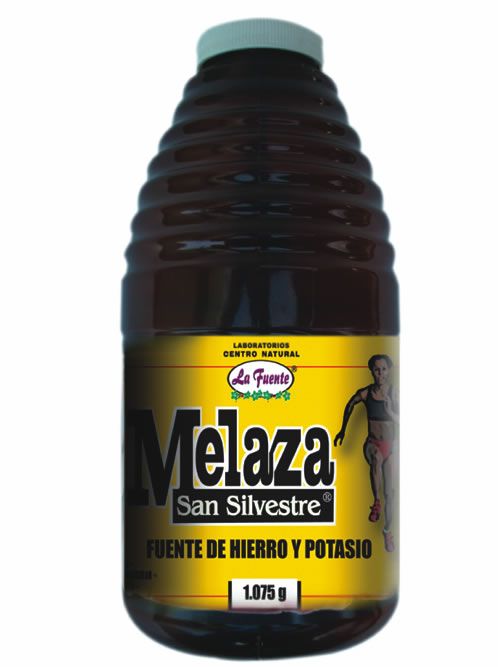 LABORATORIOS
CENTRO NATURAL
La Fuente®
Melaza
San Silvestre®
FUENTE DE HIERRO Y POTASIO
1.075 g